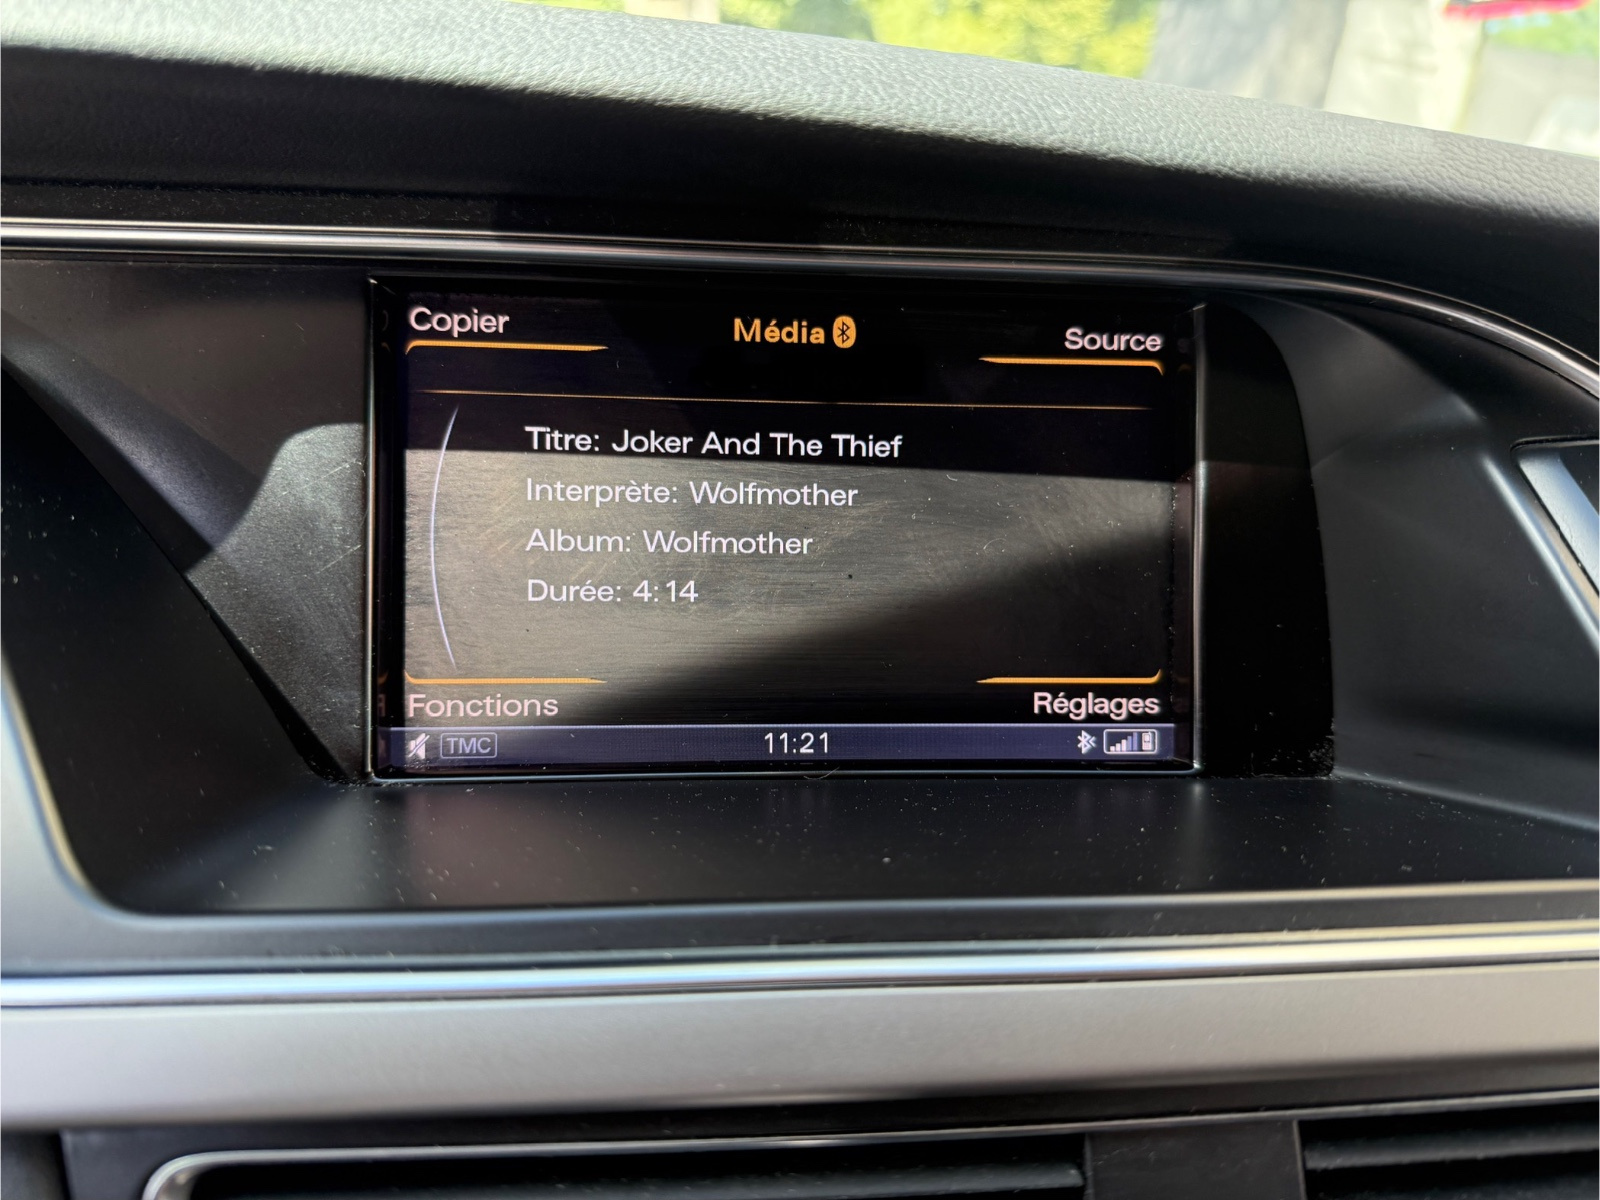 Copier
Média
Source
Titre: Joker And The Thief
Interprète: Wolfmother
Album: Wolfmother
Durée: 4:14
Fonctions
Réglages
TMC
11:21